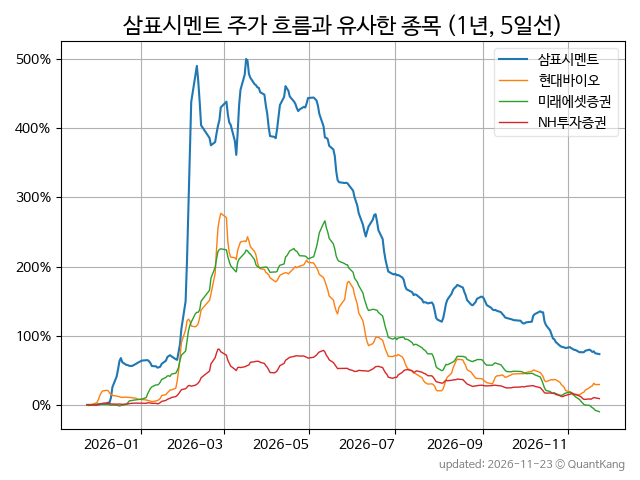 삼표시멘트 주가 흐름과 유사한 종목 (1년, 5일선)
삼표시멘트
현대바이오
미래에셋증권
NH투자증권
500%
400%
300%
200%
100%
0%
2026-01 2026-03 2026-05 2026-07 2026-09 2026-11
updated: 2026-11-23 © QuantKang